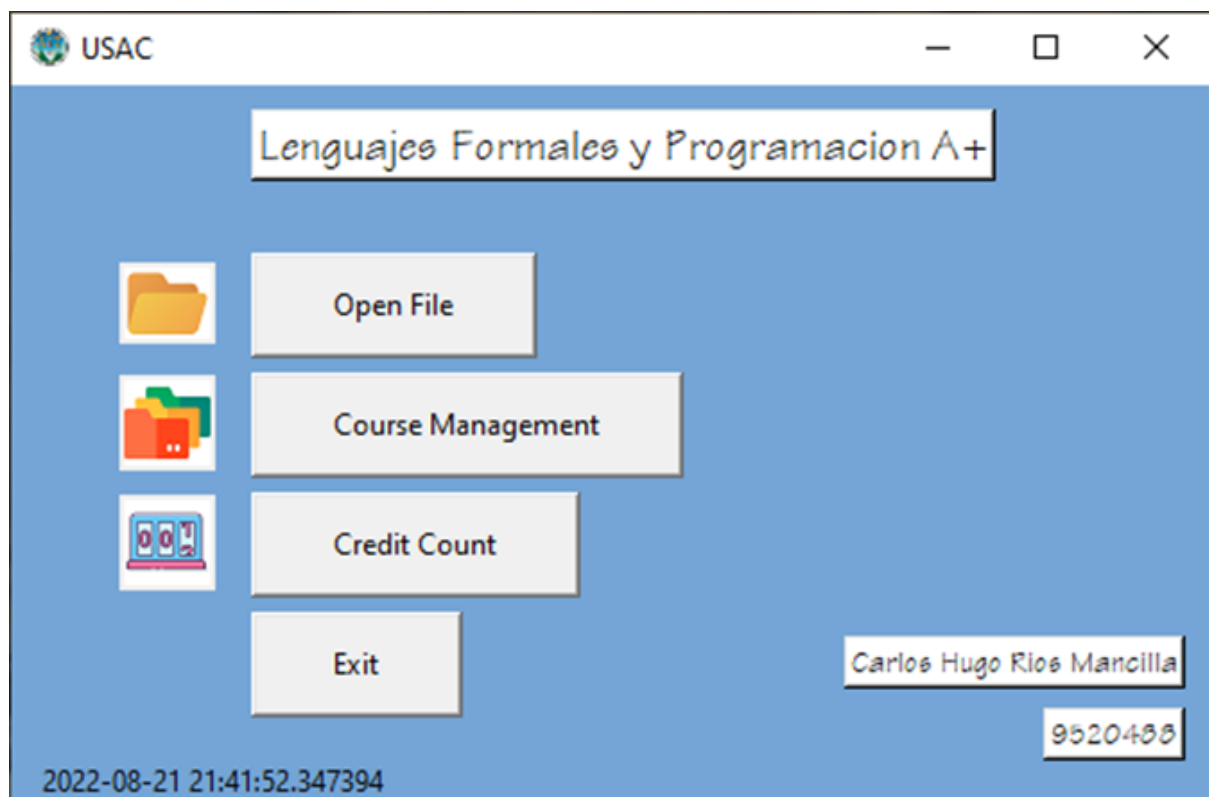 USAC
Lenguajes Formales y Programacion A+
Open File
Course Management
Credit Count
Exit
Carlos Hugo Rios Mancilla
9520488
2022-08-21 21:41:52.347394